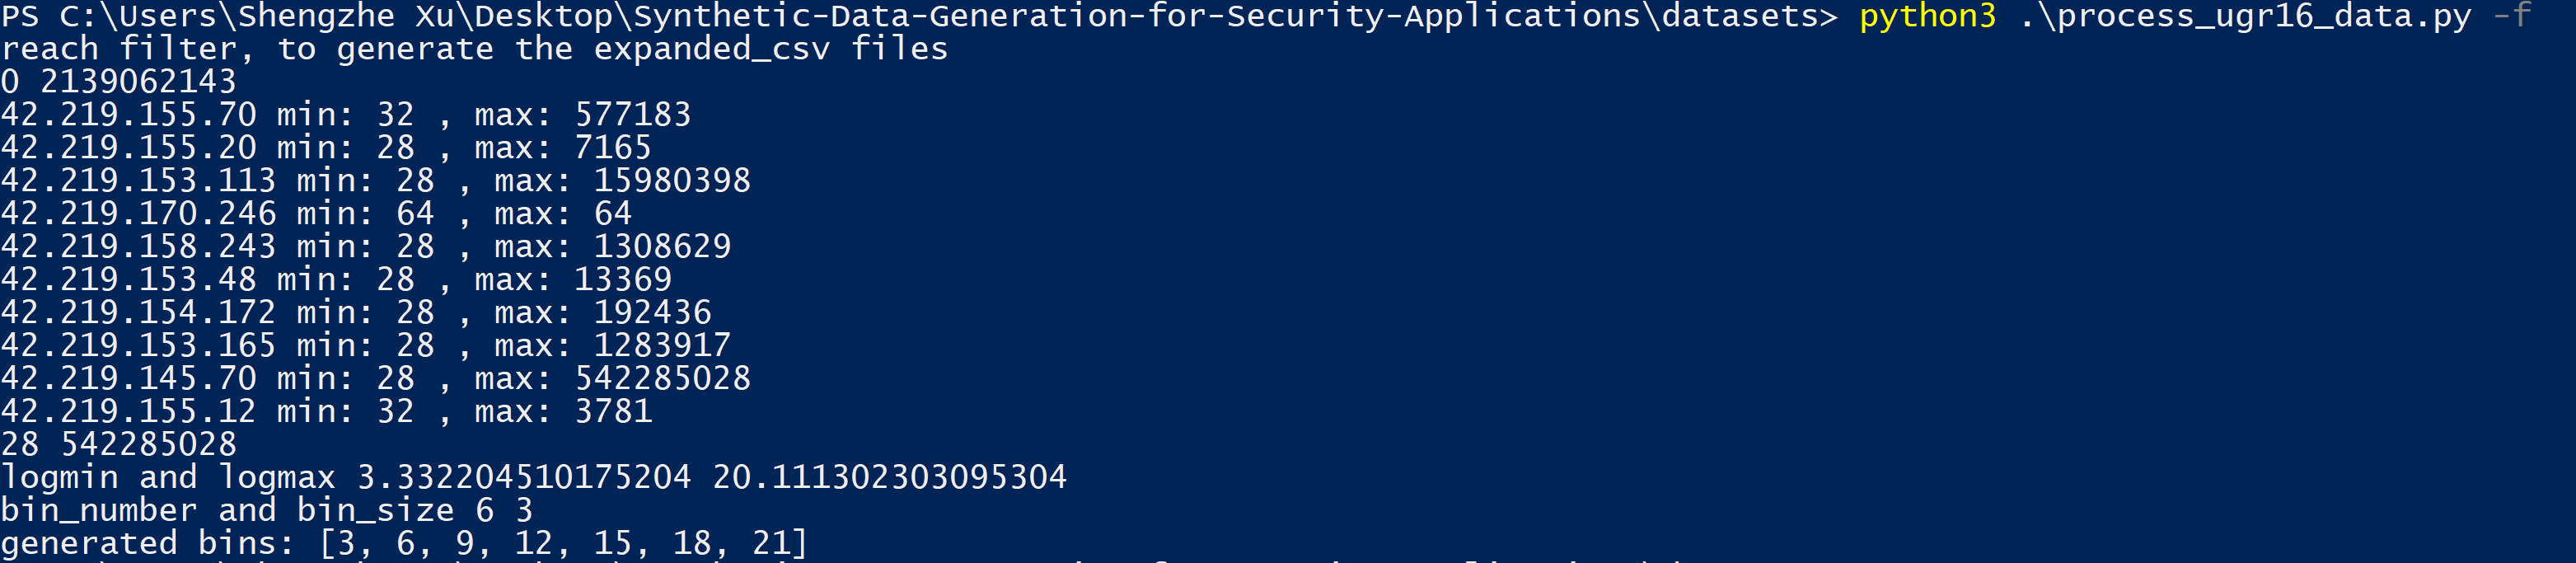 PS C:\Users\Shengzhe Xu\Desktop\Synthetic-Data-Generation-for-Security-Applications\datasets> python3 .\process_ugr16_data.py -f
reach filter, to generate the expanded_csv files
0 2139062143
42.219.155.70 min: 32 , max: 577183
42.219.155.20 min: 28 , max: 7165
42.219.153.113 min: 28 , max: 15980398
42.219.170.246 min: 64 , max: 64
42.219.158.243 min: 28 , max: 1308629
42.219.153.48 min: 28 , max: 13369
42.219.154.172 min: 28 , max: 192436
42.219.153.165 min: 28 , max: 1283917
42.219.145.70 min: 28 , max: 542285028
42.219.155.12 min: 32 , max: 3781
28 542285028
logmin and logmax 3.332204510175204 20.111302303095304
bin_number and bin_size 6 3
generated bins: [3, 6, 9, 12, 15, 18, 21]